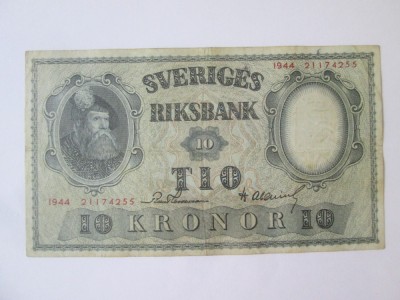 1944 21174255
SVERIGES
RIKSBANK
10
TIO
1944 21174255
10 KRONOR 10